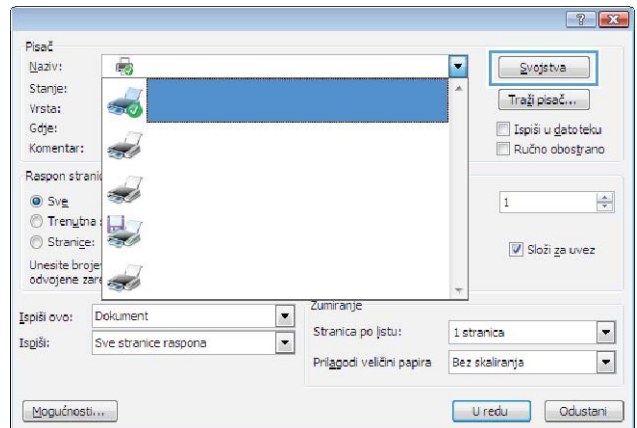 Pisač
Naziv:
Svojstva
Stanje:
Vrsta:
Traži pisač...
Gdje:
Ispiši u datoteku
Komentar:
Ručno obostrano
Raspon strani
Sve
1
Trenutna
Stranice:
Složi za uvez
Unesite broje
odvojene zare
Zumiranje
Ispiši ovo: Dokument
Stranica po listu: 1 stranica
Ispiši: Sve stranice raspona
Prilagodi veličini papira Bez skaliranja
Mogućnosti...
U redu
Odustani